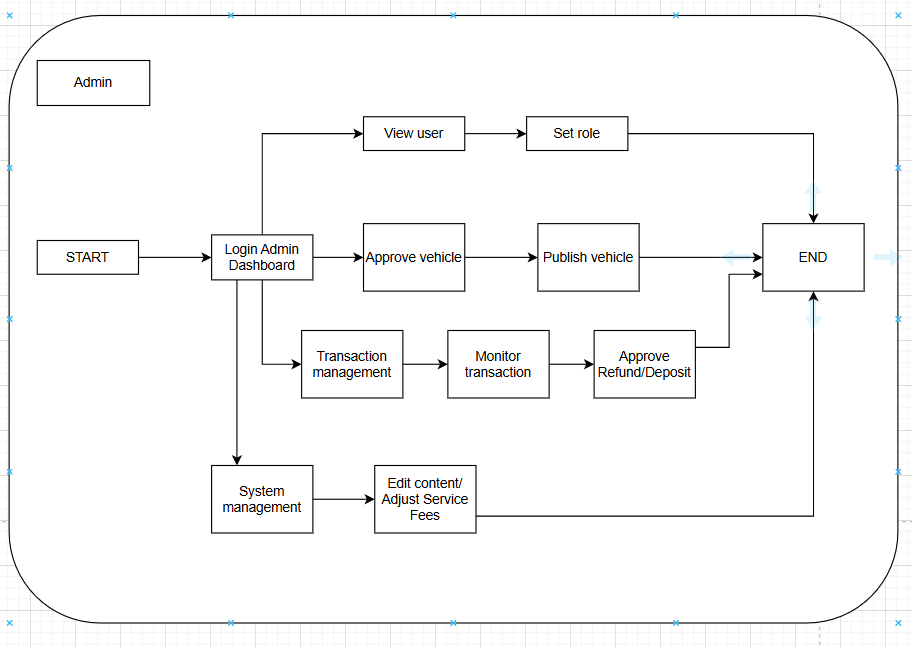 Admin
View user
Set role
START
Login Admin
Dashboard
Approve vehicle
Publish vehicle
END
Transaction
management
Monitor
transaction
Approve
Refund/Deposit
System
management
Edit content/
Adjust Service
Fees